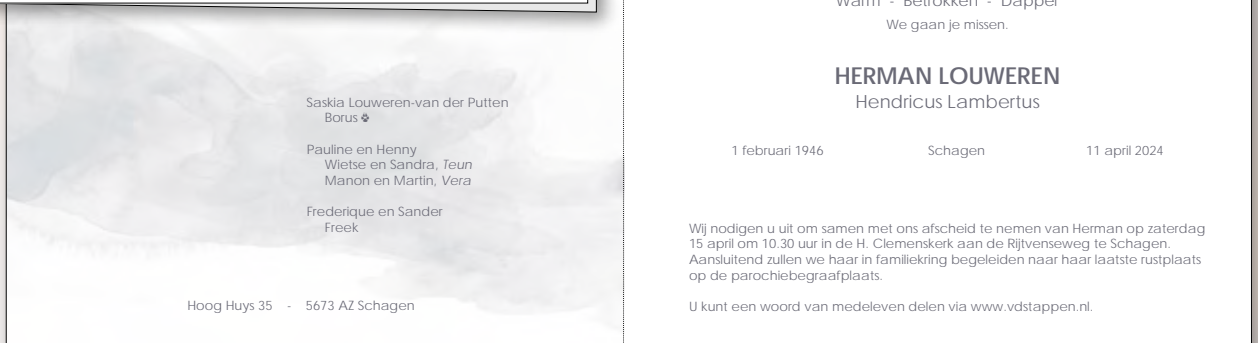 Saskia Louweren-van der Putten
Borus
Pauline en Henny
Wietse en Sandra, Teun
Manon en Martin, Vera
Frederique en Sander
Freek
Hoog Huys 35 - 5673 AZ Schagen
Warm - Betrokken - Dapper
We gaan je missen.
HERMAN LOUWEREN
Hendricus Lambertus
1 februari 1946 Schagen 11 april 2024
Wij nodigen u uit om samen met ons afscheid te nemen van Herman op zaterdag
15 april om 10.30 uur in de H. Clemenskerk aan de Rijtvenseweg te Schagen.
Aansluitend zullen we haar in familiekring begeleiden naar haar laatste rustplaats
op de parochiebegraafplaats.
U kunt een woord van medeleven delen via www.vdstappen.nl.